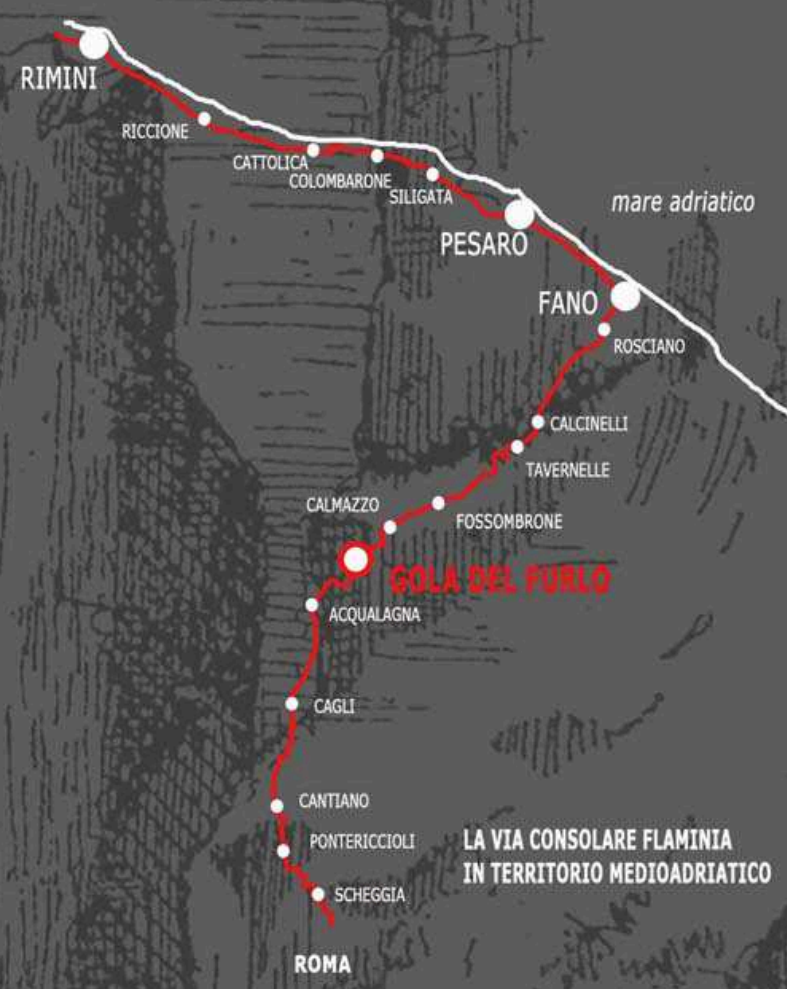 RIMINI
RICCIONE
CATTOLICA
COLOMBARONE
SILIGATA
mare adriatico
PESARO
FANO
ROSCIANO
CALCINELLI
TAVERNELLE
CALMAZZO
FOSSOMBRONE
GOLA DEL FURLO
ACQUALAGNA
CAGLI
CANTIANO
PONTERICCIOLI
LA VIA CONSOLARE FLAMINIA
IN TERRITORIO MEDIOADRIATICO
SCHEGGIA
ROMA